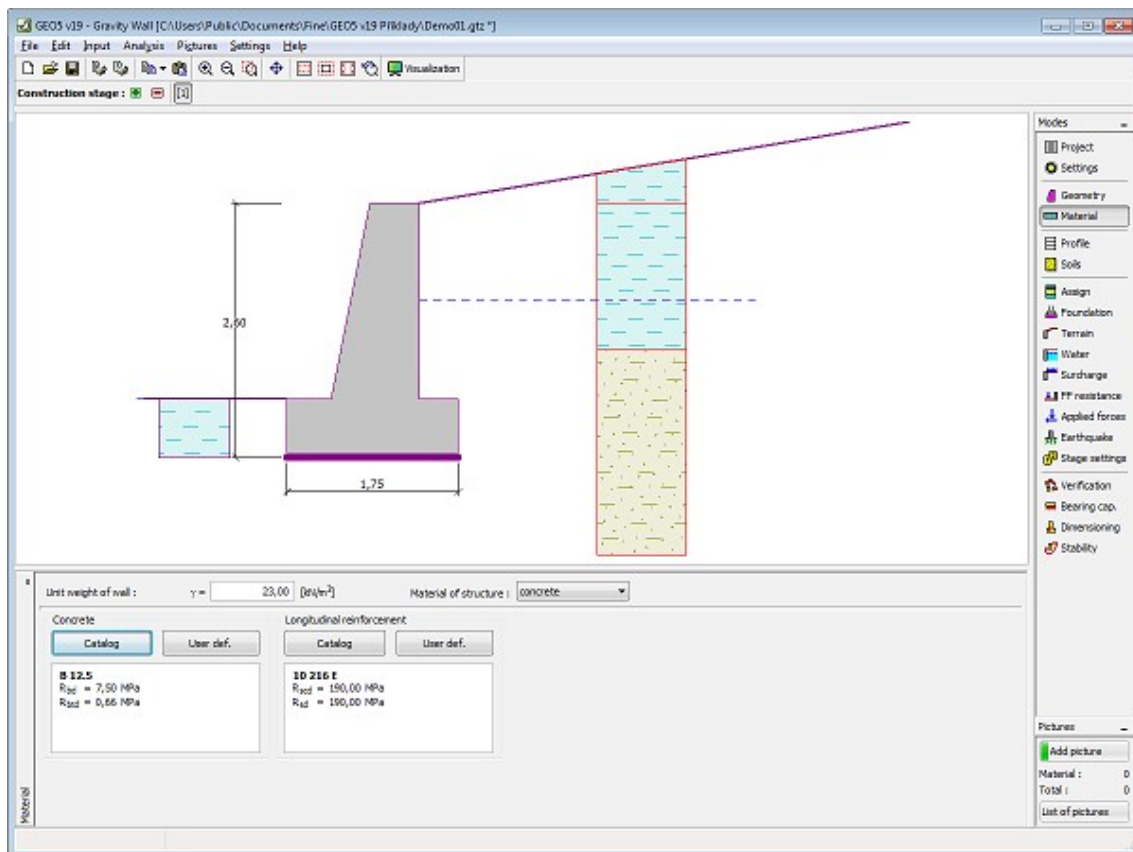 GEO5 v19 - Gravity Wall [C:\Users\Public\Documents\Fine\GEO5 v19 Příklady\Demo01.gtz *]
File Edit Input Analysis Pictures Settings Help
Visualization
Construction stage : [1]
2,60
1,75
Modes
Project
Settings
Geometry
Material
Profile
Soils
Assign
Foundation
Terrain
Water
Surcharge
FF resistance
Applied forces
Earthquake
Stage settings
Verification
Bearing cap.
Dimensioning
Stability
Unit weight of wall : γ = 23,00 [kN/m³] Material of structure : concrete
Concrete
Catalog User def.
B 12.5
Rbd = 7,50 MPa
Rbtd = 0,66 MPa
Longitudinal reinforcement
Catalog User def.
10 216 E
Rscd = 190,00 MPa
Rsd = 190,00 MPa
Material
Pictures
Add picture
Material : 0
Total : 0
List of pictures